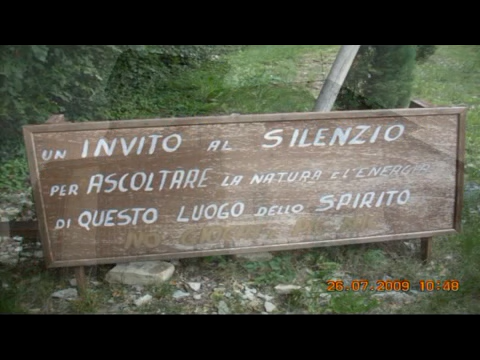 UN INVITO AL SILENZIO
PER ASCOLTARE LA NATURA E L'ENERGIA
DI QUESTO LUOGO DELLO SPIRITO
26.07.2009 10:48